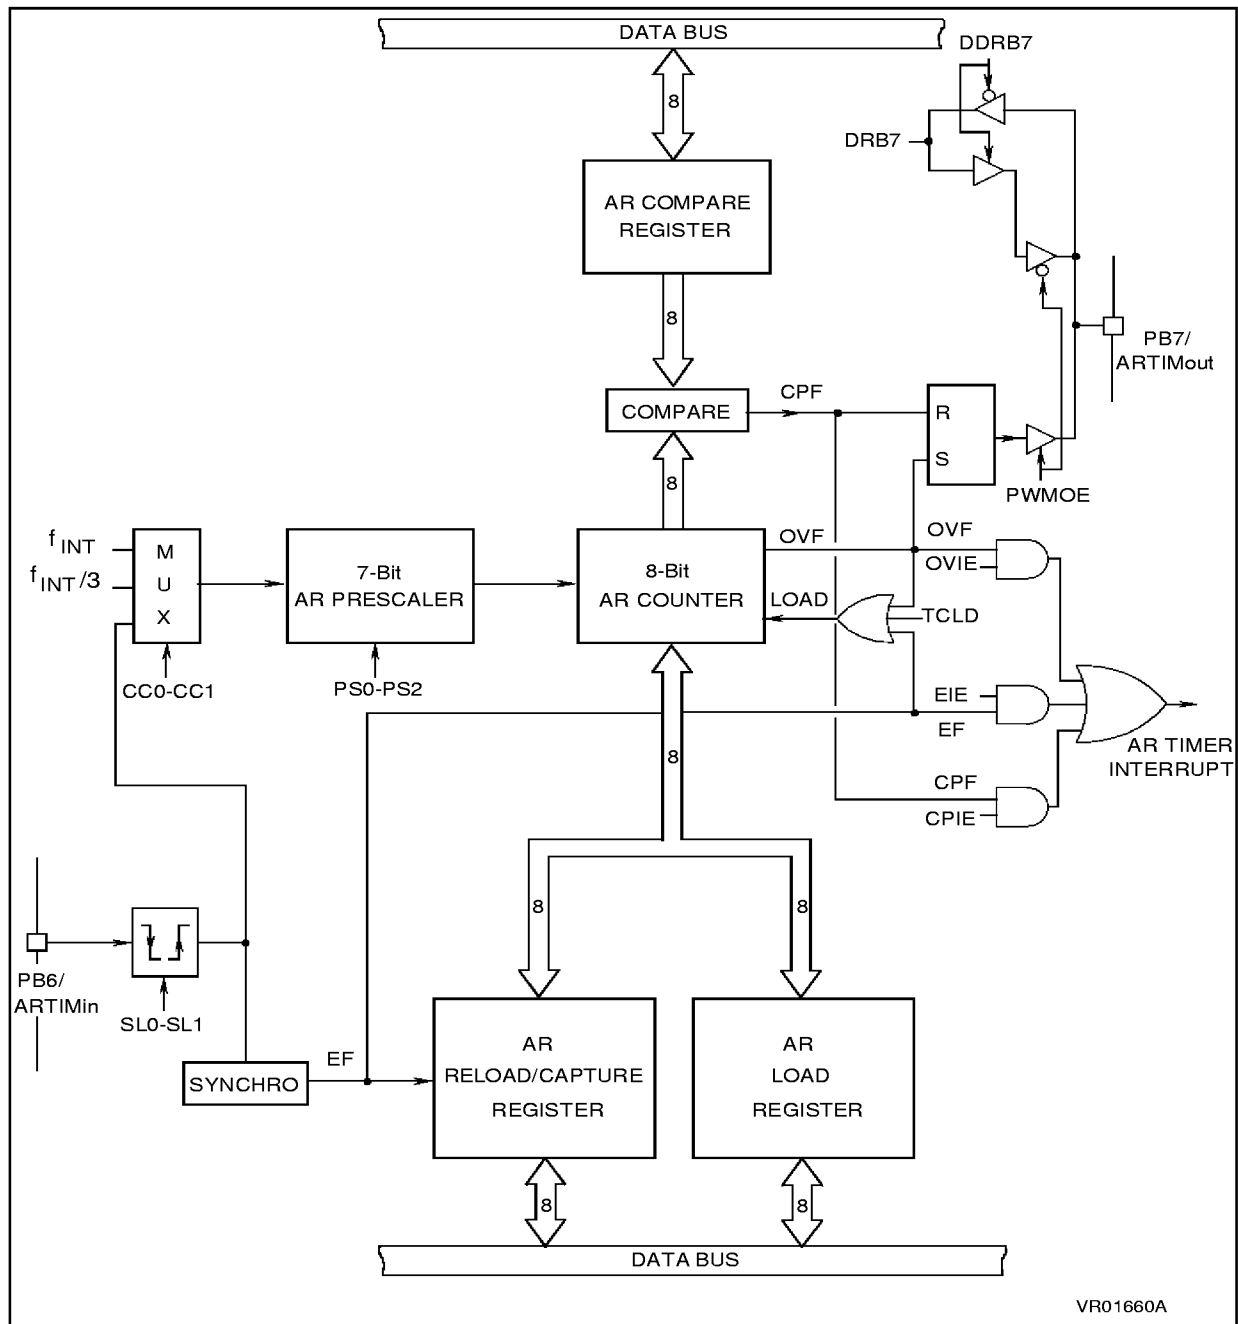 DATA BUS
DDRB7
8
DRB7
AR COMPARE
REGISTER
8
PB7/
ARTIMout
CPF
COMPARE
R
S
8
PWMOE
f INT
f INT /3
M
U
X
7-Bit
AR PRESCALER
8-Bit
AR COUNTER
OVF
OVF
OVIE
LOAD
TCLD
CC0-CC1
PS0-PS2
EIE
EF
AR TIMER
INTERRUPT
8
CPF
CPIE
8
8
PB6/
ARTIMin
SL0-SL1
EF
SYNCHRO
AR
RELOAD/CAPTURE
REGISTER
AR
LOAD
REGISTER
8
8
DATA BUS
VR01660A